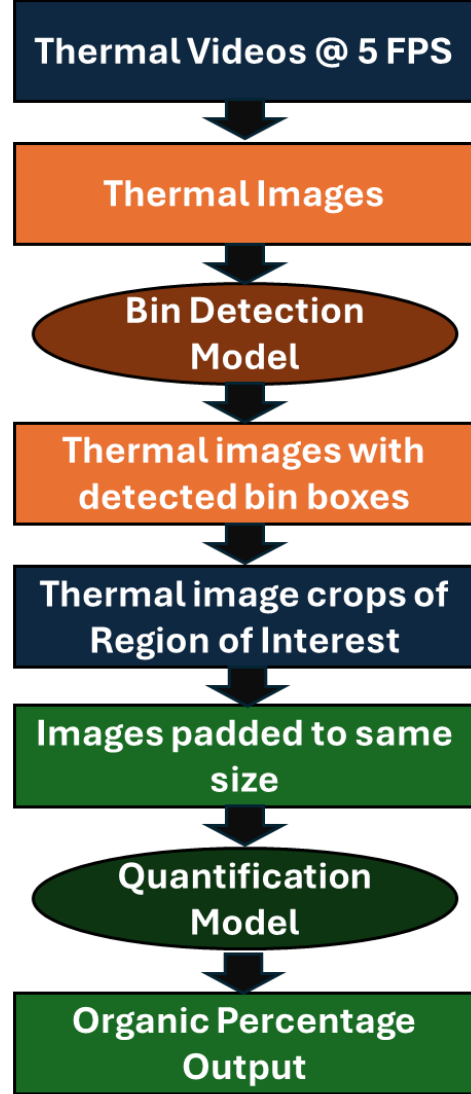 Thermal Videos @ 5 FPS
Thermal Images
Bin Detection
Model
Thermal images with
detected bin boxes
Thermal image crops of
Region of Interest
Images padded to same
size
Quantification
Model
Organic Percentage
Output